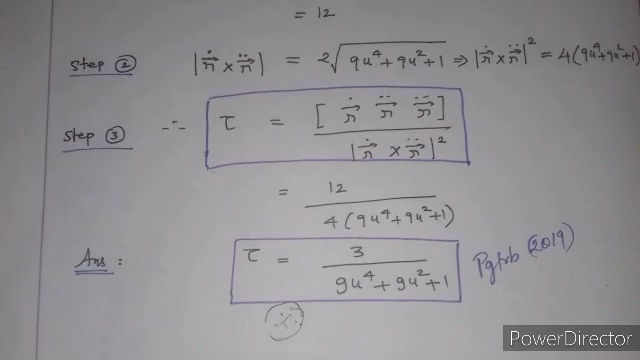 = 12
Step ② |ṙ⃗ × r̈⃗| = 2√(9u⁴+9u²+1) ⇒ |ṙ⃗ × r̈⃗|² = 4(9u⁴+9u²+1)
Step ③ ∴ τ = [ṙ⃗ r̈⃗ r⃛⃗] / |ṙ⃗ × r̈⃗|²
= 12 / 4(9u⁴+9u²+1)
Ans : τ = 3 / 9u⁴+9u²+1 Pgtrb (2019)
PowerDirector